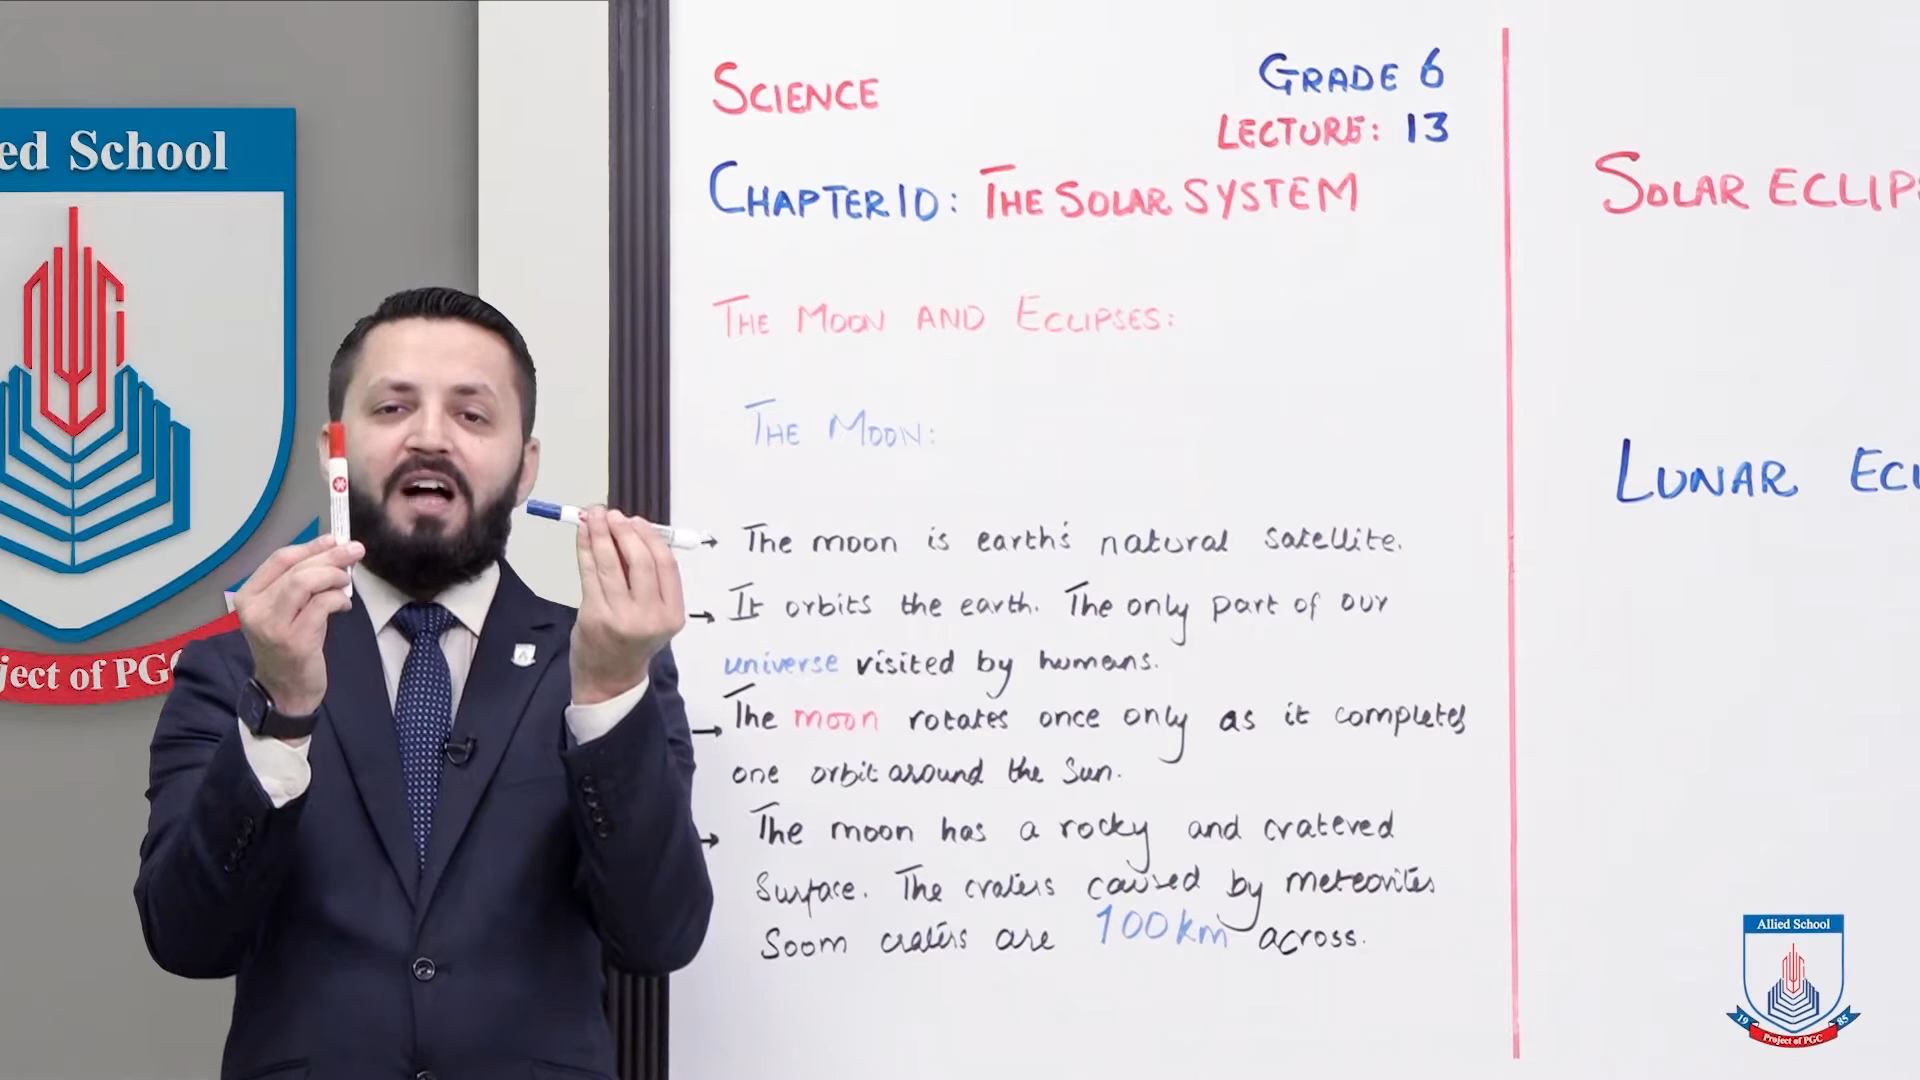 ed School
ject of PGC
SCIENCE
GRADE 6
LECTURE: 13
CHAPTER 10: THE SOLAR SYSTEM
THE MOON AND ECLIPSES:
THE MOON:
→ The moon is earth's natural satellite.
→ It orbits the earth. The only part of our
universe visited by humans.
→ The moon rotates once only as it completes
one orbit around the Sun.
→ The moon has a rocky and cratered
Surface. The craters caused by meteorites
Soom craters are 100km across.
SOLAR ECLIPS
LUNAR ECL
Allied School
19 85
Project of PGC